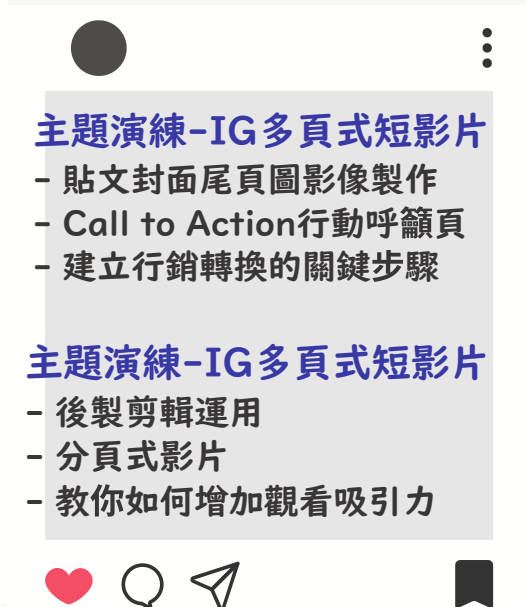 主題演練-IG多頁式短影片
- 貼文封面尾頁圖影像製作
- Call to Action行動呼籲頁
- 建立行銷轉換的關鍵步驟
主題演練-IG多頁式短影片
- 後製剪輯運用
- 分頁式影片
- 教你如何增加觀看吸引力